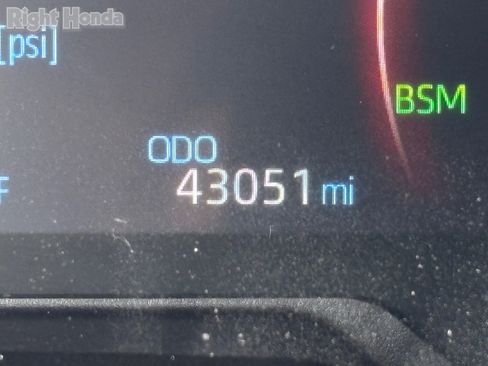 Right Honda
[psi]
BSM
ODO
F 43051 mi